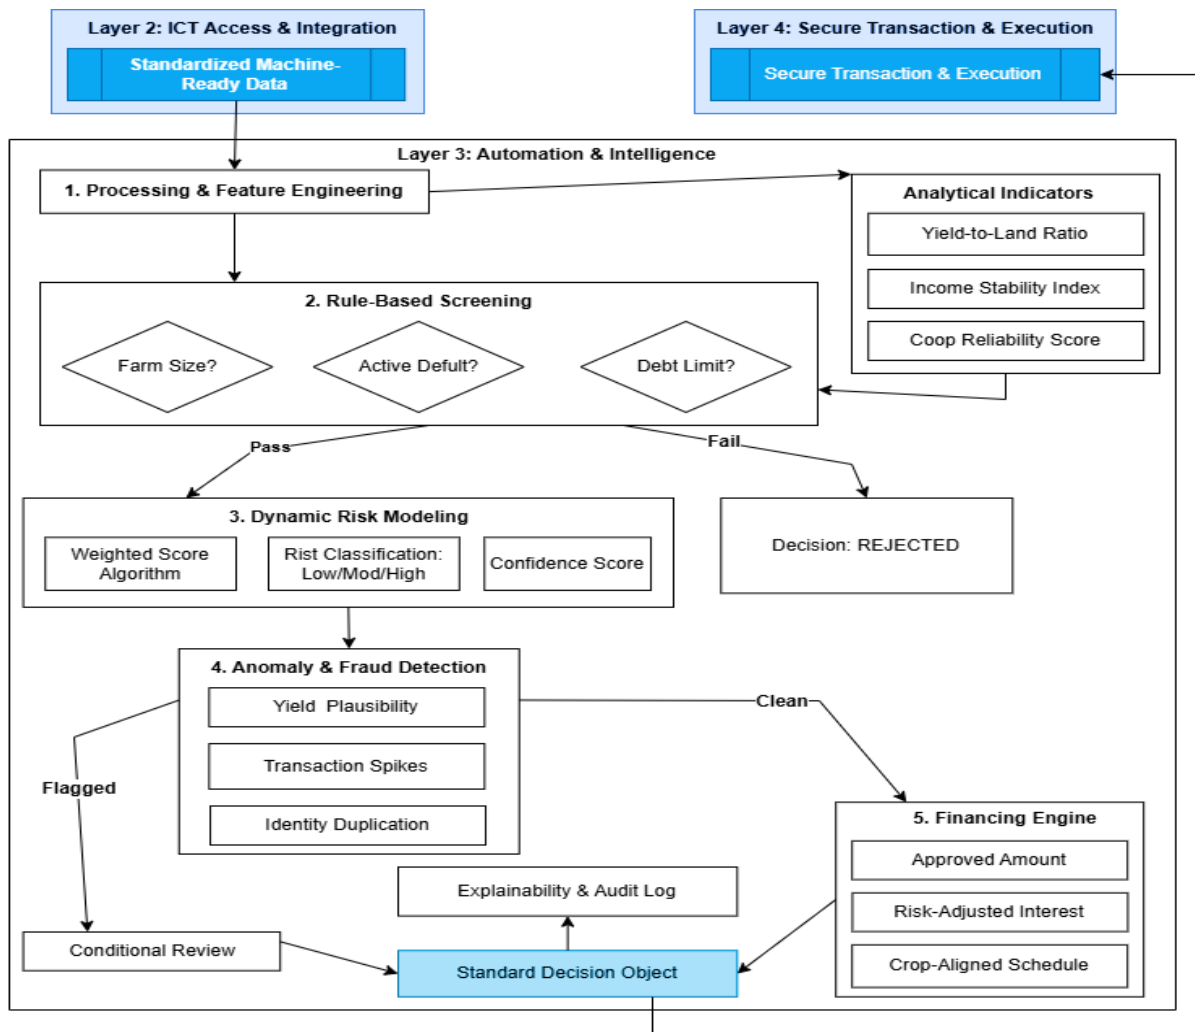 Layer 2: ICT Access & Integration
Standardized Machine-
Ready Data
Layer 4: Secure Transaction & Execution
Secure Transaction & Execution
Layer 3: Automation & Intelligence
1. Processing & Feature Engineering
Analytical Indicators
Yield-to-Land Ratio
Income Stability Index
Coop Reliability Score
2. Rule-Based Screening
Farm Size?
Active Defult?
Debt Limit?
Pass
Fail
3. Dynamic Risk Modeling
Weighted Score
Algorithm
Rist Classification:
Low/Mod/High
Confidence Score
Decision: REJECTED
4. Anomaly & Fraud Detection
Yield Plausibility
Transaction Spikes
Identity Duplication
Clean
Flagged
5. Financing Engine
Approved Amount
Risk-Adjusted Interest
Crop-Aligned Schedule
Explainability & Audit Log
Conditional Review
Standard Decision Object